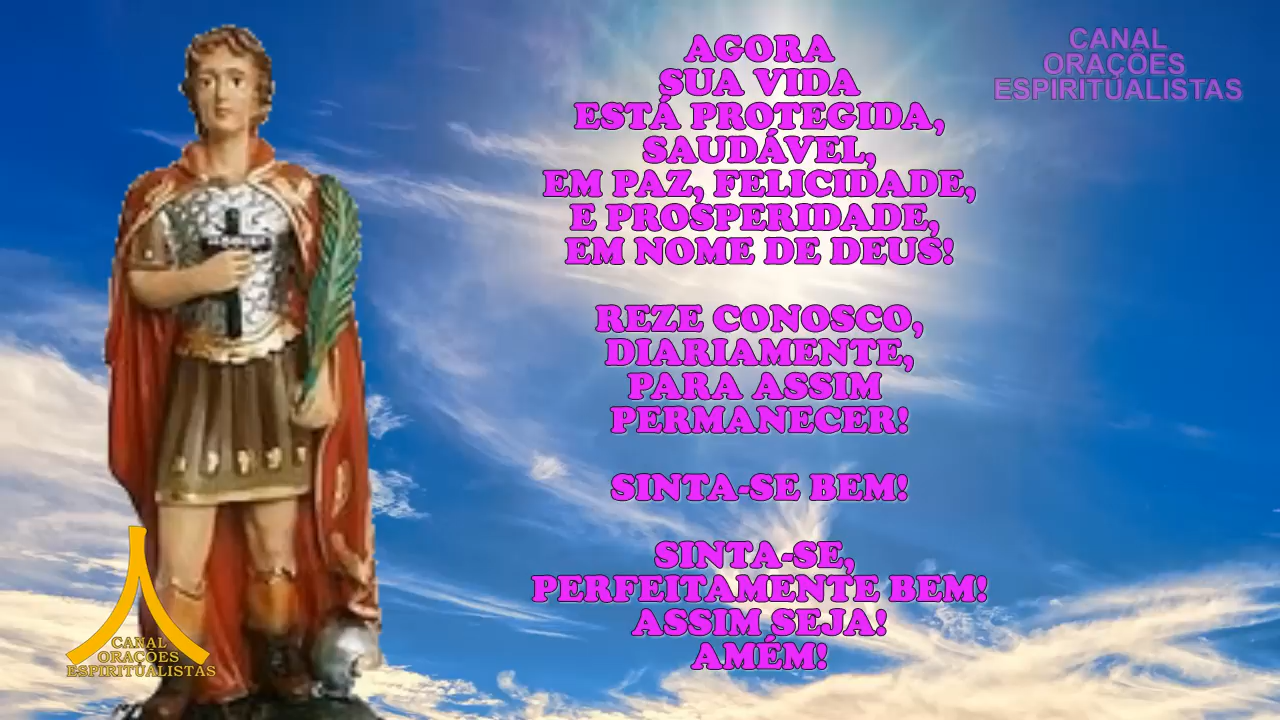 AGORA
SUA VIDA
ESTÁ PROTEGIDA,
SAUDÁVEL,
EM PAZ, FELICIDADE,
E PROSPERIDADE,
EM NOME DE DEUS!
REZE CONOSCO,
DIARIAMENTE,
PARA ASSIM
PERMANECER!
SINTA-SE BEM!
SINTA-SE,
PERFEITAMENTE BEM!
ASSIM SEJA!
AMÉM!
CANAL
ORAÇÕES
ESPIRITUALISTAS
CANAL
ORAÇÕES
ESPIRITUALISTAS